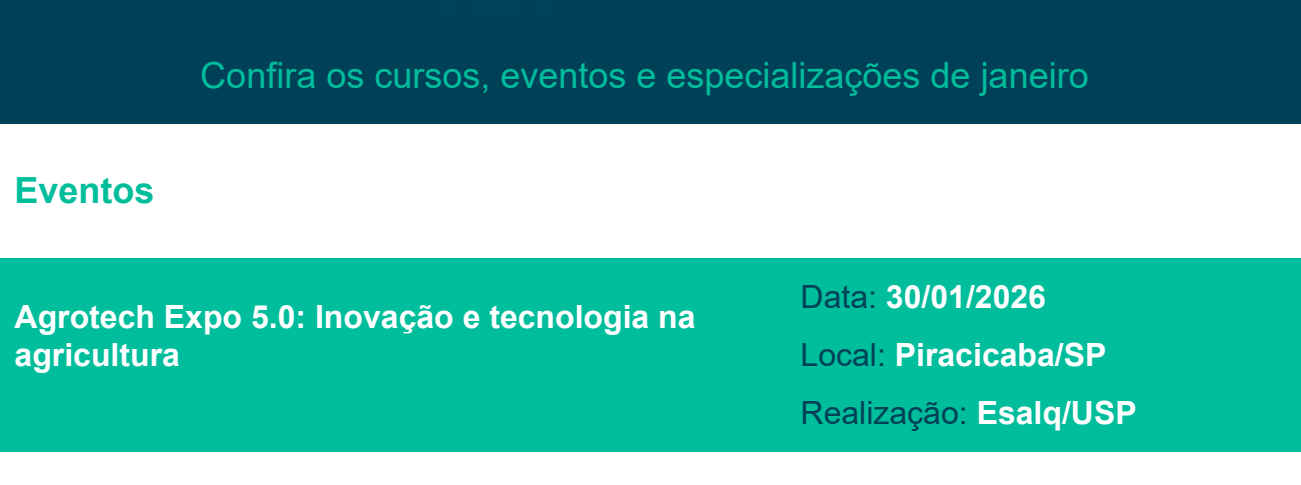 Confira os cursos, eventos e especializações de janeiro
Eventos
Agrotech Expo 5.0: Inovação e tecnologia na
agricultura
Data: 30/01/2026
Local: Piracicaba/SP
Realização: Esalq/USP